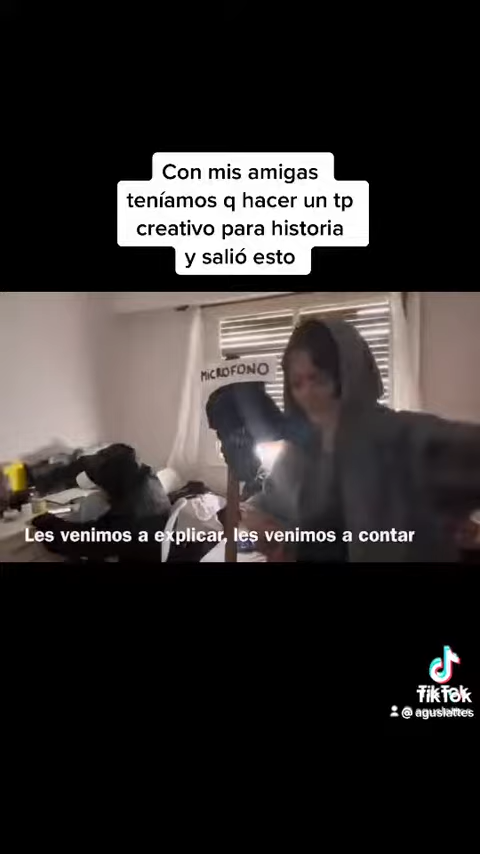 Con mis amigas
teníamos q hacer un tp
creativo para historia
y salió esto
MICROFONO
Les venimos a explicar, les venimos a contar
TikTok
@aguslattes